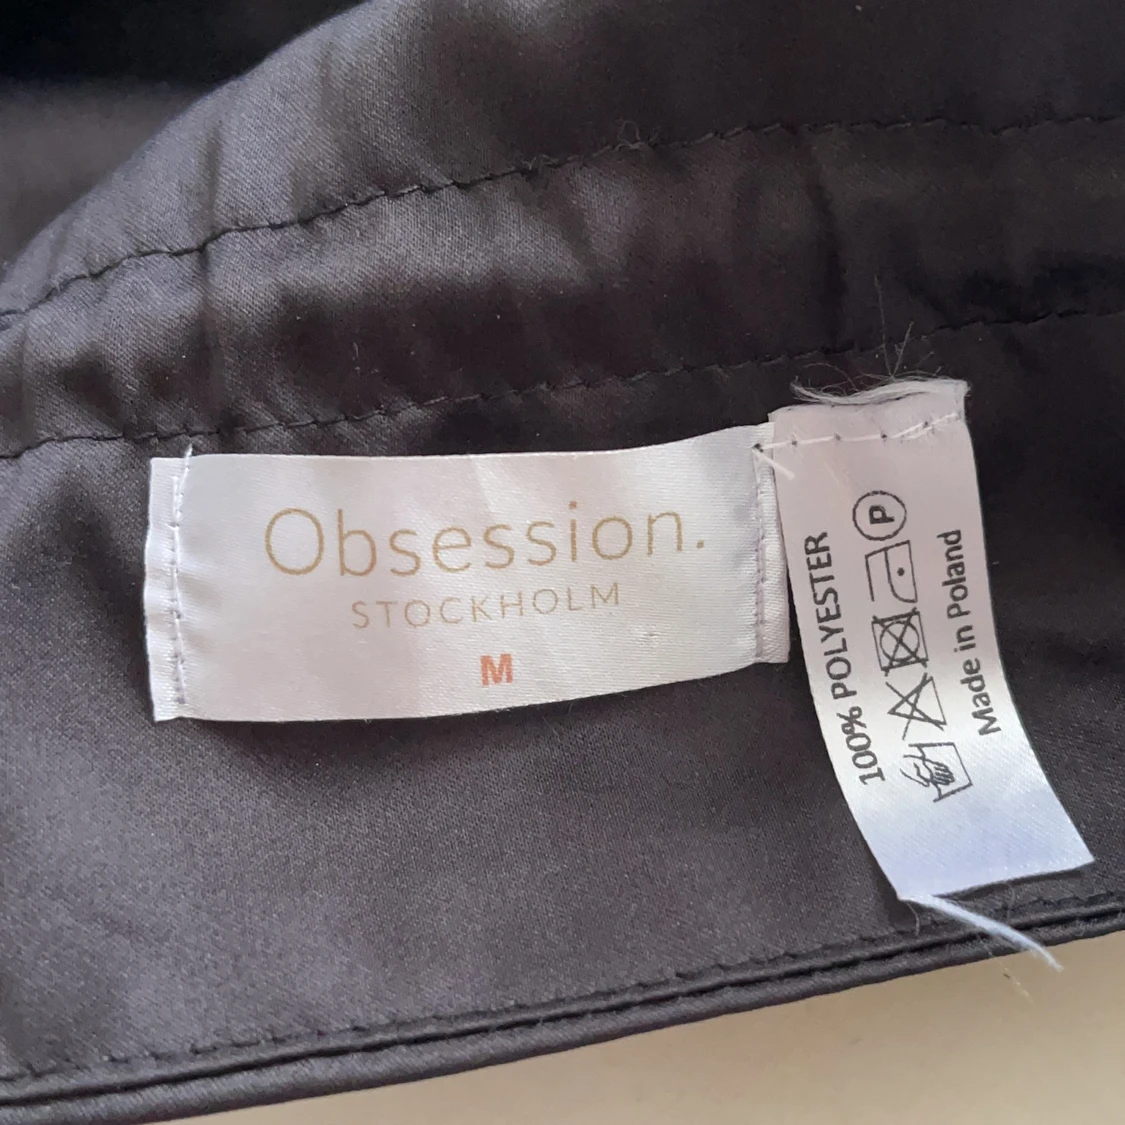 Obsession.
STOCKHOLM
M
100% POLYESTER
P
Made in Poland